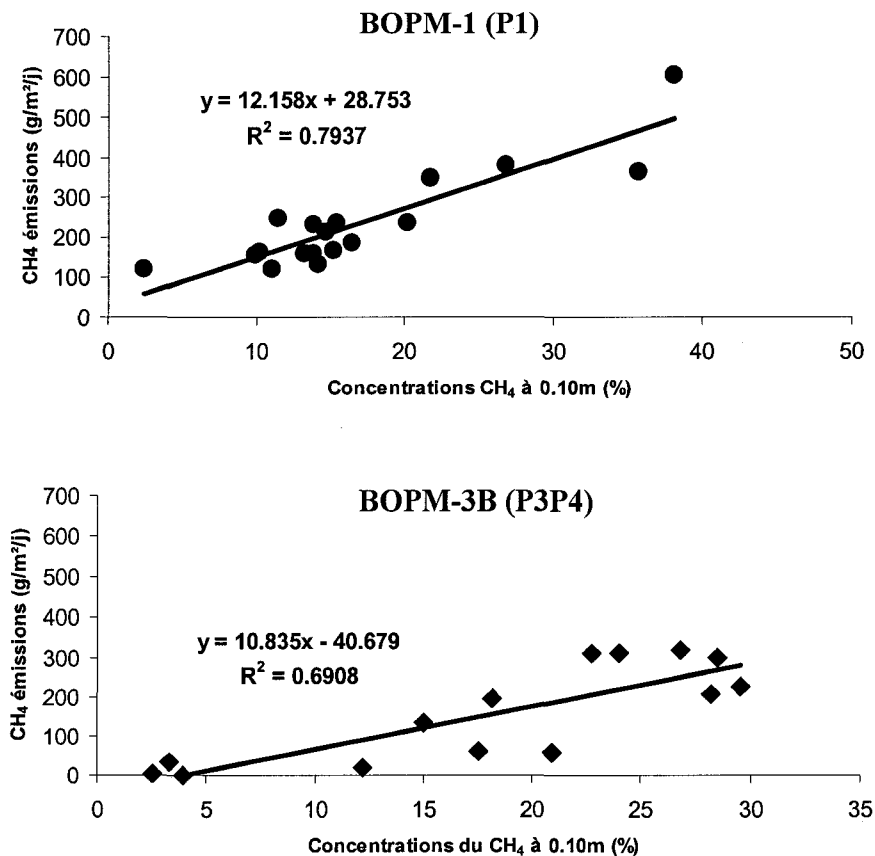 BOPM-1 (P1)
700
600
500
400
300
200
100
0
CH4 émissions (g/m²/j)
y = 12.158x + 28.753
R² = 0.7937
0 10 20 30 40 50
Concentrations CH₄ à 0.10m (%)
BOPM-3B (P3P4)
700
600
500
400
300
200
100
0
CH₄ émissions (g/m²/j)
y = 10.835x - 40.679
R² = 0.6908
0 5 10 15 20 25 30 35
Concentrations du CH₄ à 0.10m (%)